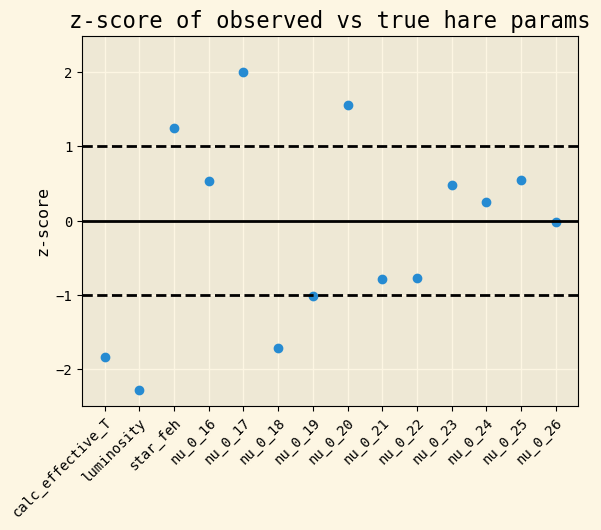 z-score of observed vs true hare params
z-score
2
1
0
−1
−2
calc_effective_T
luminosity
star_feh
nu_0_16
nu_0_17
nu_0_18
nu_0_19
nu_0_20
nu_0_21
nu_0_22
nu_0_23
nu_0_24
nu_0_25
nu_0_26